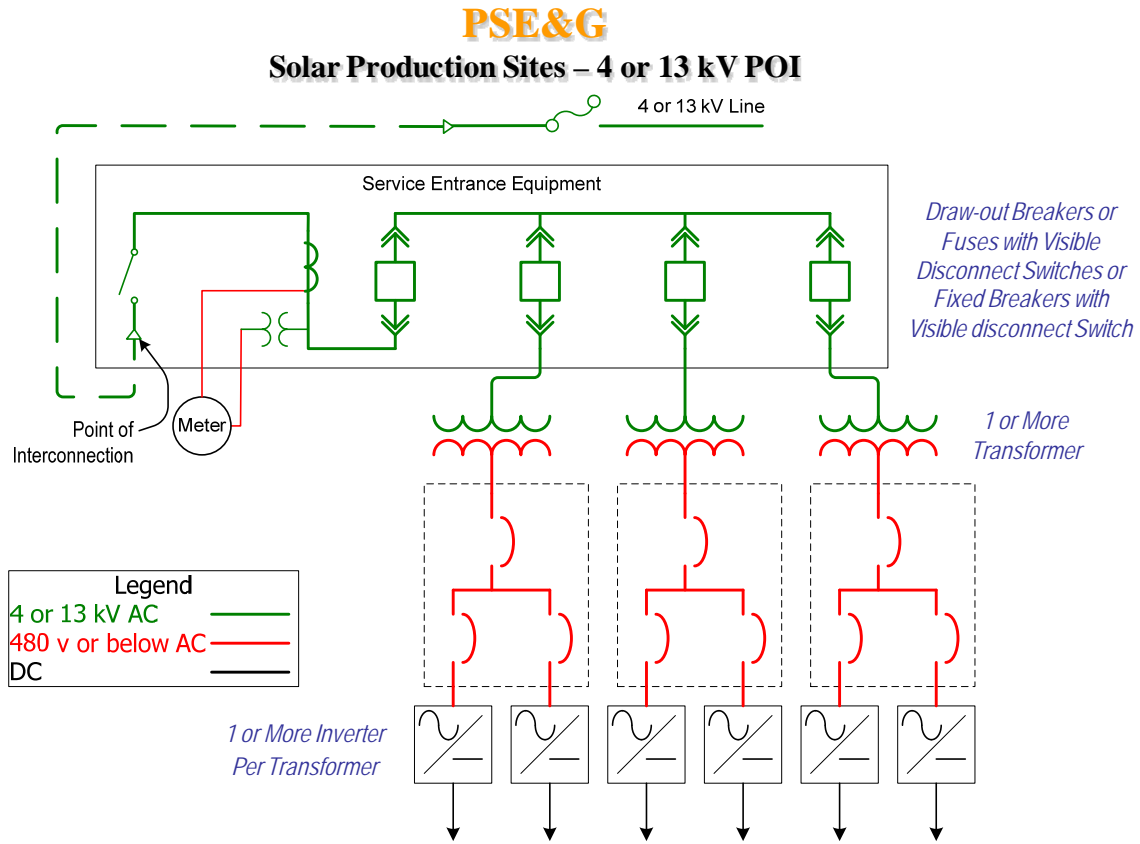 PSE&G
Solar Production Sites – 4 or 13 kV POI
4 or 13 kV Line
Service Entrance Equipment
Draw-out Breakers or
Fuses with Visible
Disconnect Switches or
Fixed Breakers with
Visible disconnect Switch
Meter
Point of
Interconnection
1 or More
Transformer
Legend
4 or 13 kV AC
480 v or below AC
DC
1 or More Inverter
Per Transformer